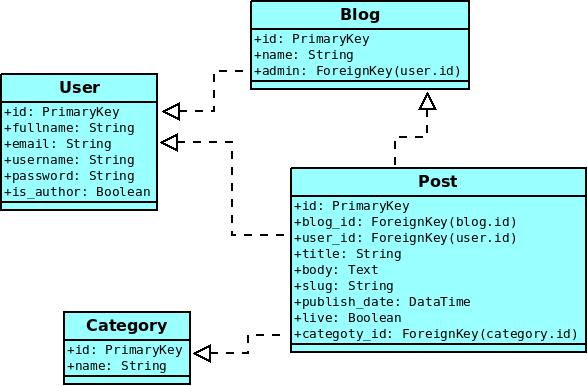 Blog
+id: PrimaryKey
+name: String
+admin: ForeignKey(user.id)
User
+id: PrimaryKey
+fullname: String
+email: String
+username: String
+password: String
+is_author: Boolean
Post
+id: PrimaryKey
+blog_id: ForeignKey(blog.id)
+user_id: ForeignKey(user.id)
+title: String
+body: Text
+slug: String
+publish_date: DataTime
+live: Boolean
+categoty_id: ForeignKey(category.id)
Category
+id: PrimaryKey
+name: String